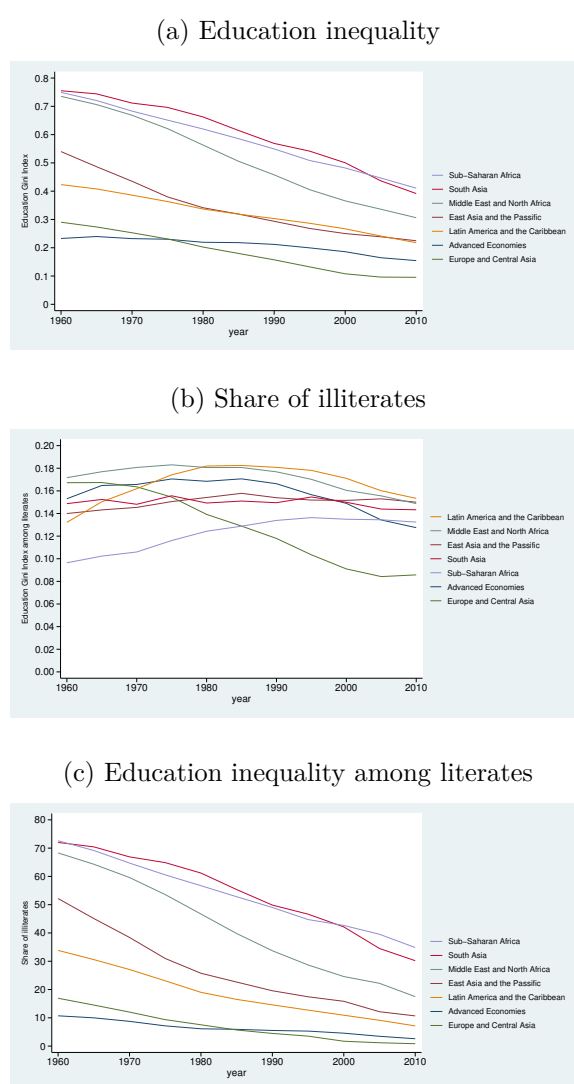 (a) Education inequality
Education Gini Index
0.8
0.7
0.6
0.5
0.4
0.3
0.2
0.1
0
1960 1970 1980 1990 2000 2010
year
Sub-Saharan Africa
South Asia
Middle East and North Africa
East Asia and the Passific
Latin America and the Caribbean
Advanced Economies
Europe and Central Asia
(b) Share of illiterates
Education Gini Index among literates
0.20
0.18
0.16
0.14
0.12
0.10
0.08
0.06
0.04
0.02
0.00
1960 1970 1980 1990 2000 2010
year
Latin America and the Caribbean
Middle East and North Africa
East Asia and the Passific
South Asia
Sub-Saharan Africa
Advanced Economies
Europe and Central Asia
(c) Education inequality among literates
Share of illiterates
80
70
60
50
40
30
20
10
0
1960 1970 1980 1990 2000 2010
year
Sub-Saharan Africa
South Asia
Middle East and North Africa
East Asia and the Passific
Latin America and the Caribbean
Advanced Economies
Europe and Central Asia